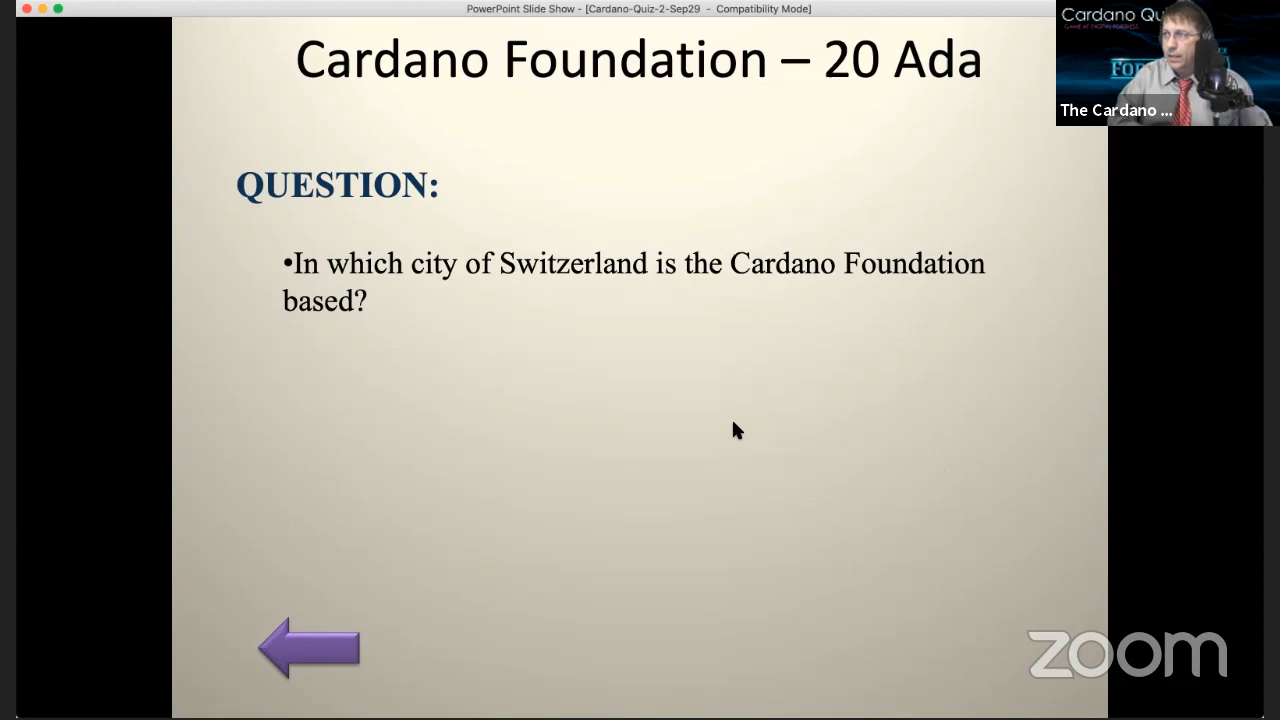 PowerPoint Slide Show - [Cardano-Quiz-2-Sep29 - Compatibility Mode]
Cardano Foundation – 20 Ada
Cardano Qui
The Cardano ...
QUESTION:
•In which city of Switzerland is the Cardano Foundation
based?
zoom